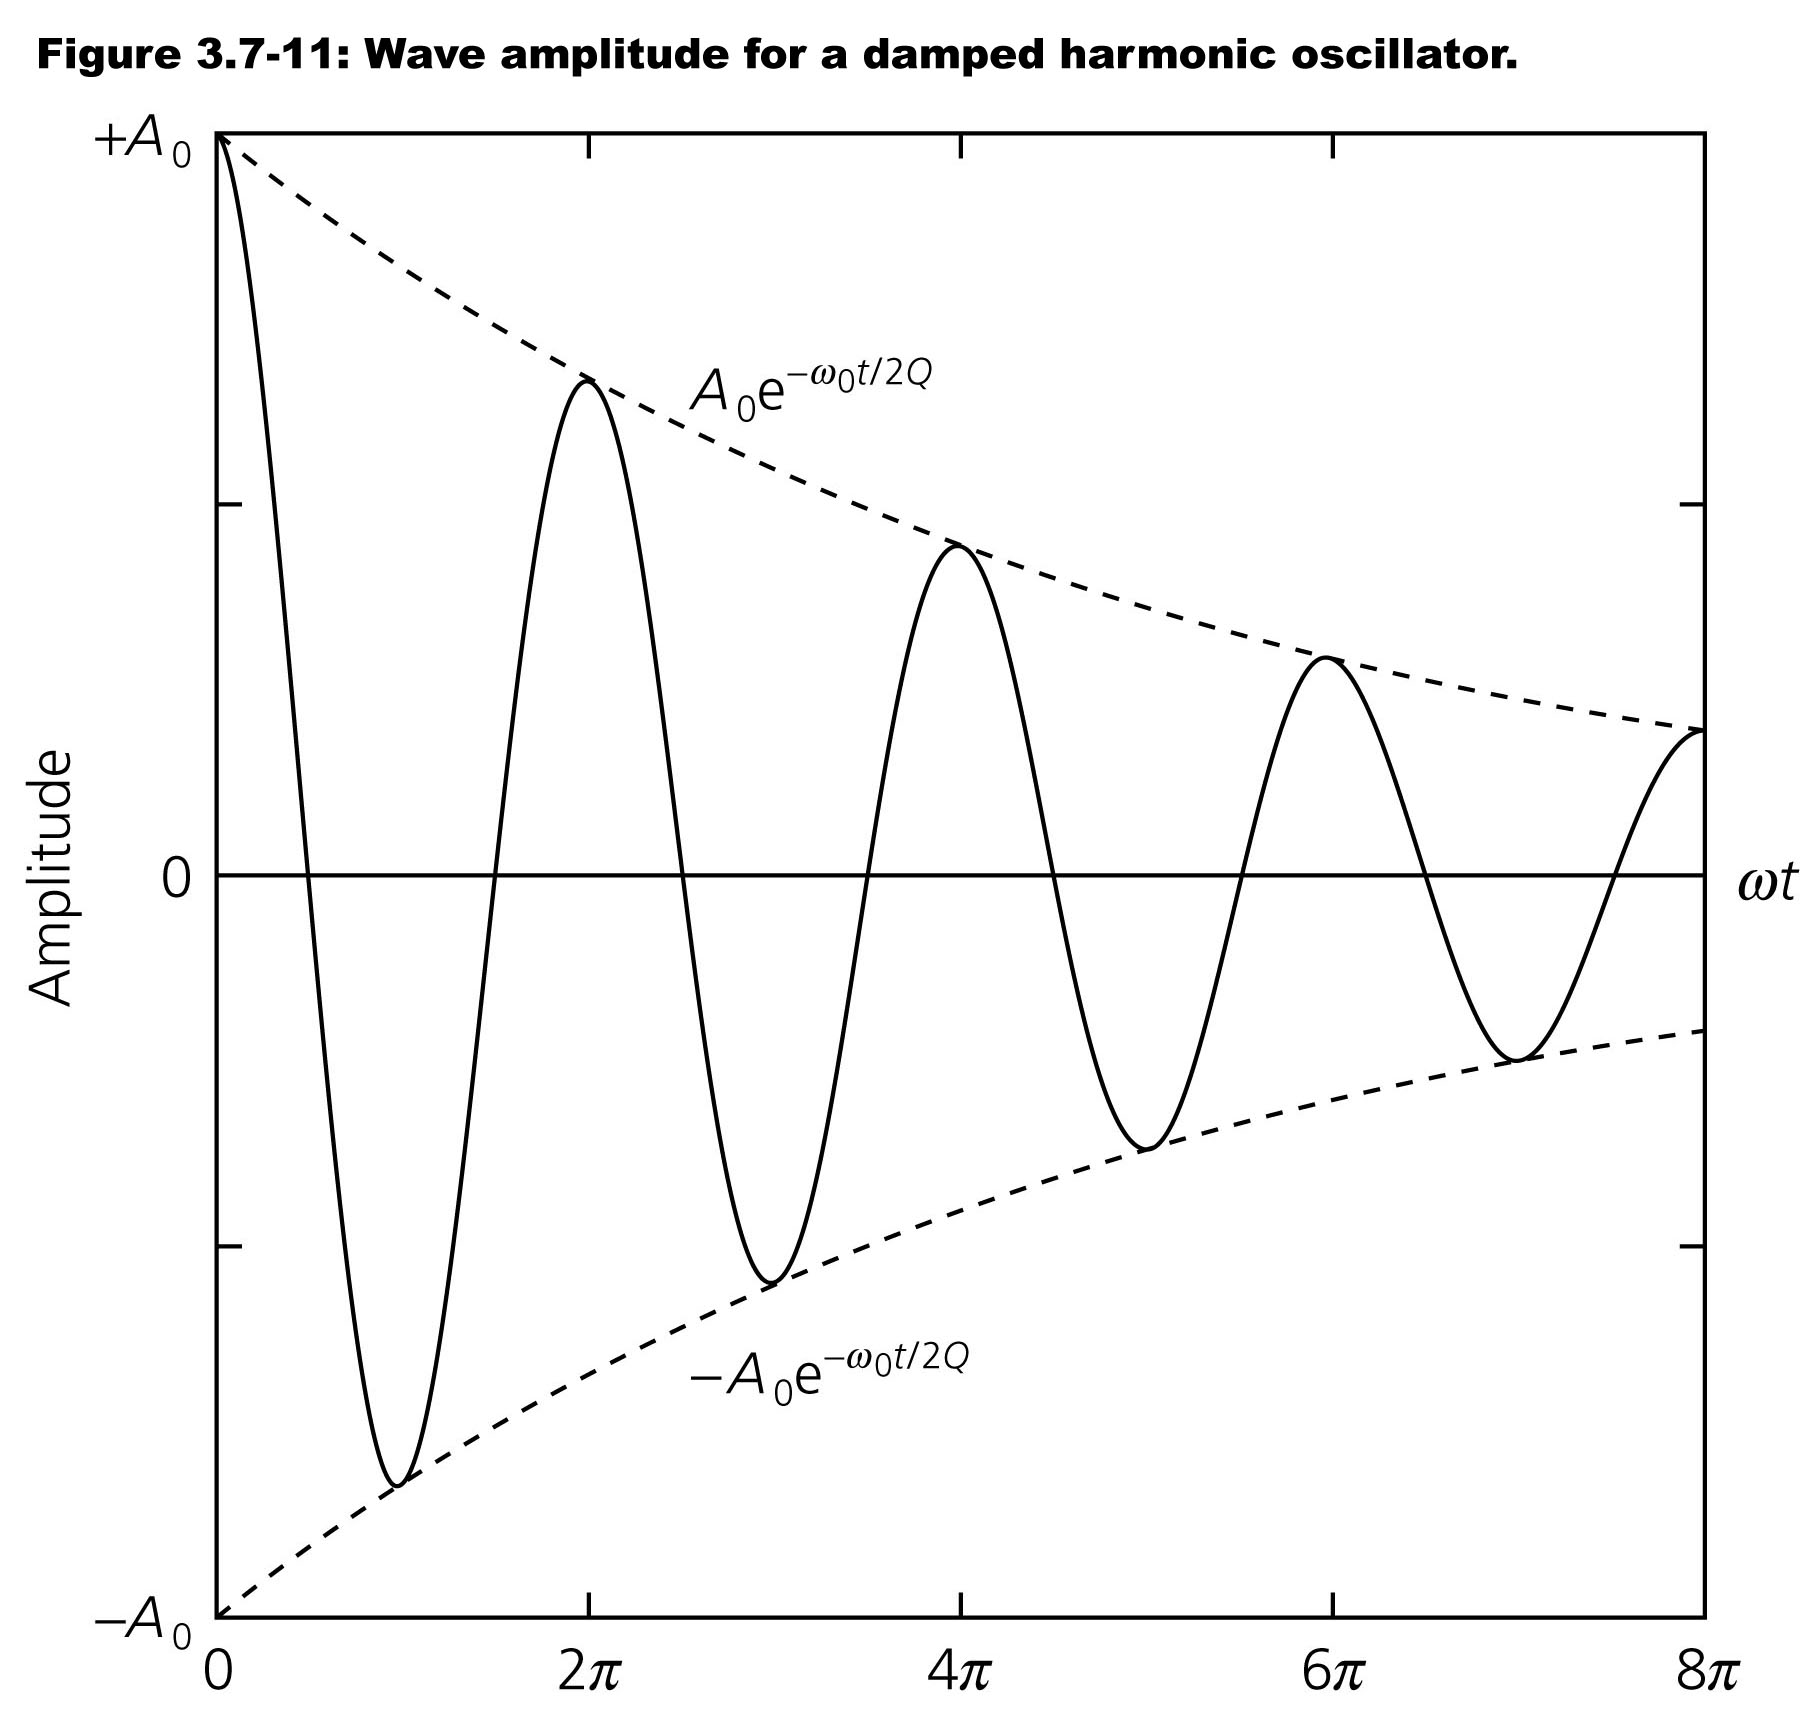 Figure 3.7-11: Wave amplitude for a damped harmonic oscillator.
+A₀
A₀e^−ω₀t/2Q
Amplitude
0
ωt
−A₀e^−ω₀t/2Q
−A₀
0 2π 4π 6π 8π